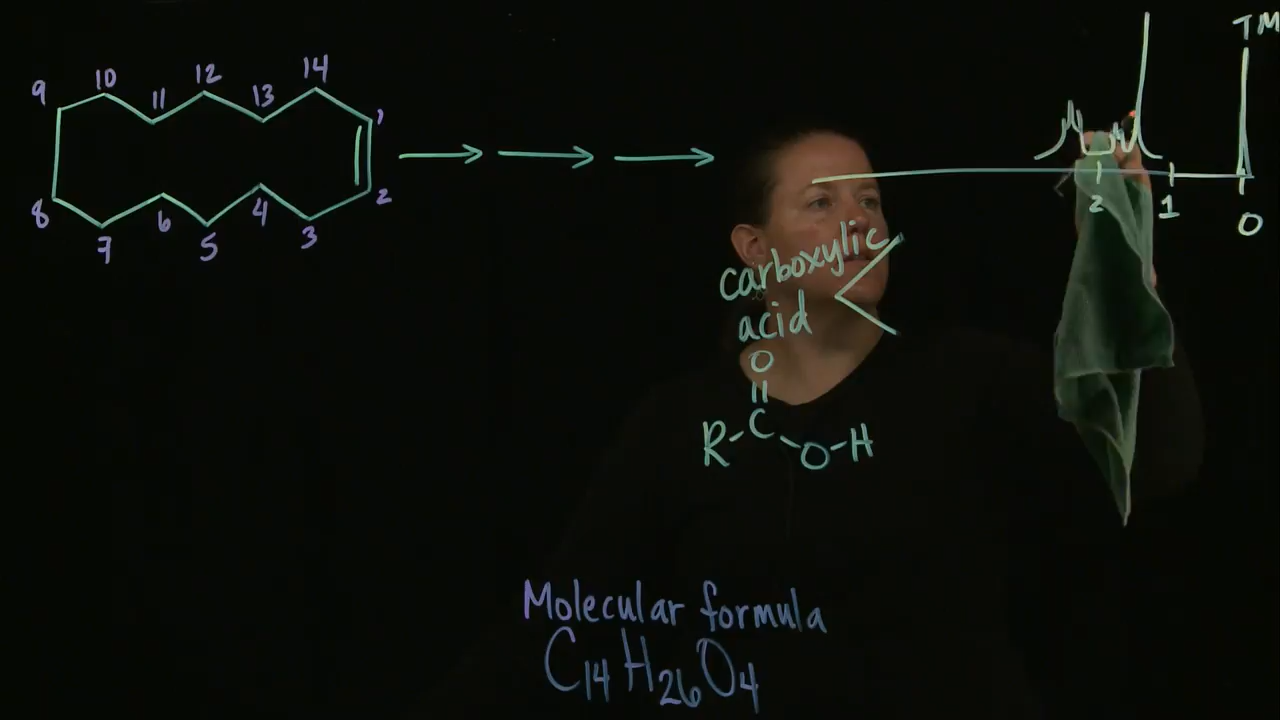 9 10 11 12 13 14 1
8 7 6 5 4 3 2
TM
2 1 0
carboxylic
acid
O
R-C
O-H
Molecular formula
C14H26O4